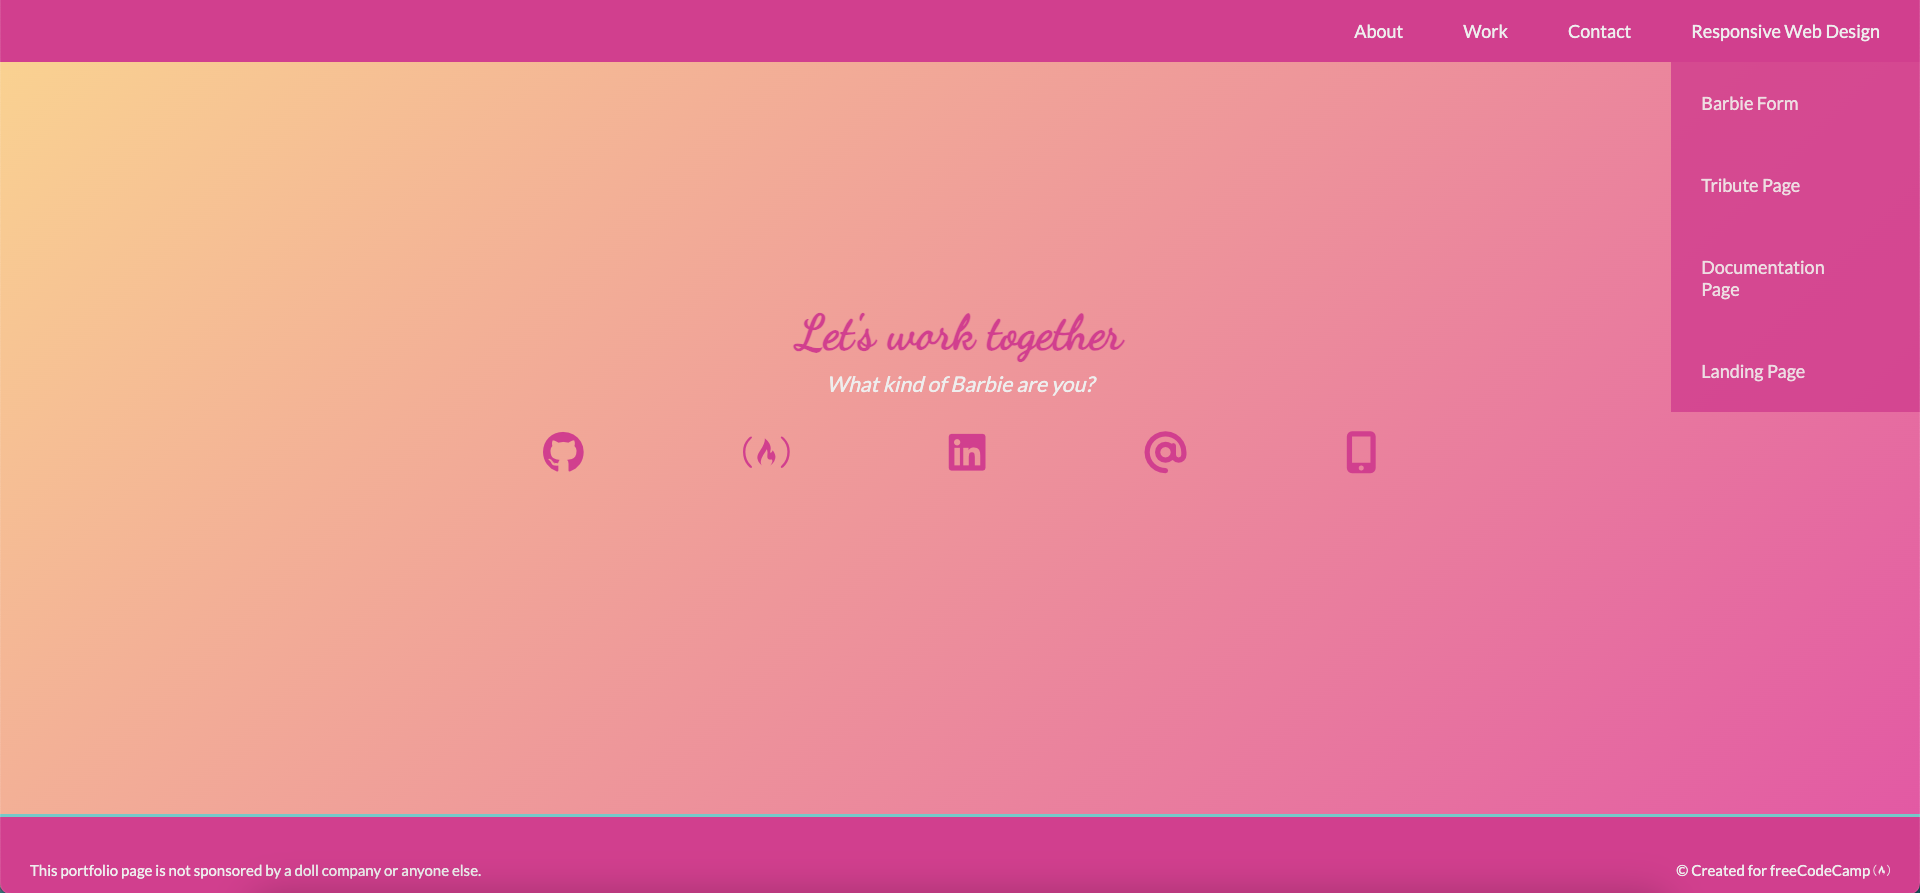 About Work Contact Responsive Web Design
Barbie Form
Tribute Page
Documentation
Page
Landing Page
Let's work together
What kind of Barbie are you?
in
This portfolio page is not sponsored by a doll company or anyone else.
© Created for freeCodeCamp